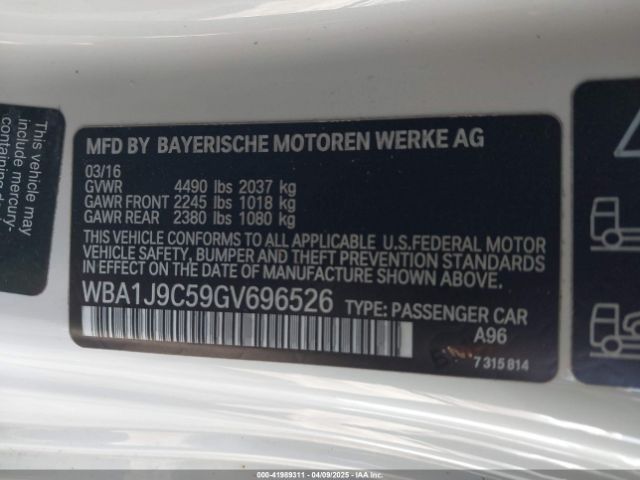 This vehicle may
include mercury-
containing d
MFD BY BAYERISCHE MOTOREN WERKE AG
03/16
GVWR 4490 lbs 2037 kg
GAWR FRONT 2245 lbs 1018 kg
GAWR REAR 2380 lbs 1080 kg
THIS VEHICLE CONFORMS TO ALL APPLICABLE U.S.FEDERAL MOTOR
VEHICLE SAFETY, BUMPER AND THEFT PREVENTION STANDARDS
IN EFFECT ON THE DATE OF MANUFACTURE SHOWN ABOVE.
WBA1J9C59GV696526 TYPE: PASSENGER CAR
A96
7 315 814
000-41989311 - 04/09/2025 - IAA Inc.